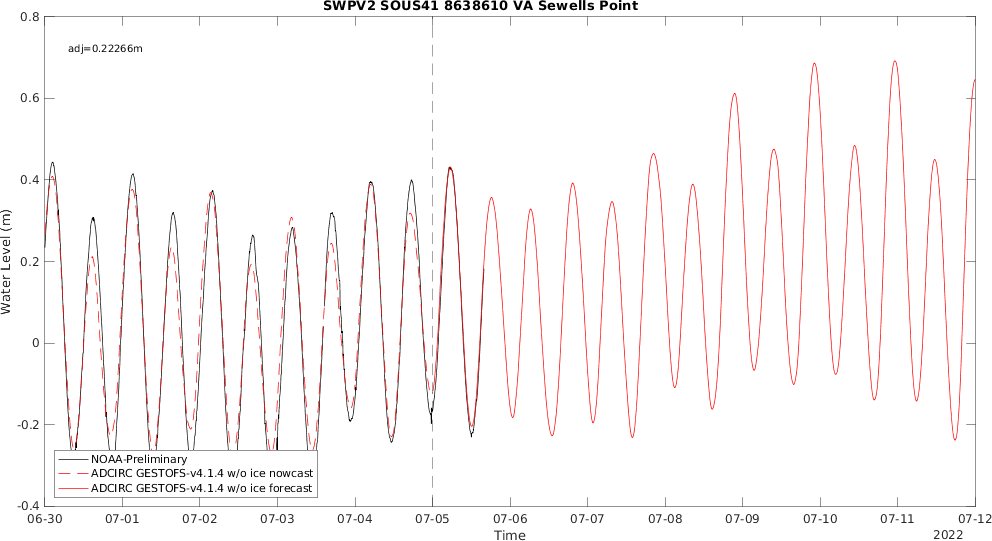 SWPV2 SOUS41 8638610 VA Sewells Point
adj=0.22266m
0.8
0.6
0.4
0.2
0
-0.2
-0.4
Water Level (m)
NOAA-Preliminary
ADCIRC GESTOFS-v4.1.4 w/o ice nowcast
ADCIRC GESTOFS-v4.1.4 w/o ice forecast
06-30 07-01 07-02 07-03 07-04 07-05 07-06 07-07 07-08 07-09 07-10 07-11 07-12
Time
2022